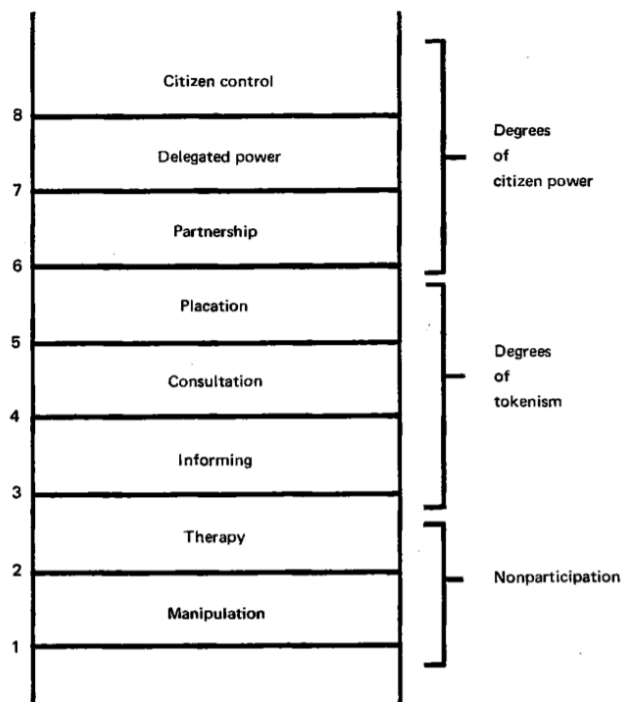 Citizen control
8
Delegated power
7
Partnership
6
Placation
5
Consultation
4
Informing
3
Therapy
2
Manipulation
1
Degrees
of
citizen power
Degrees
of
tokenism
Nonparticipation